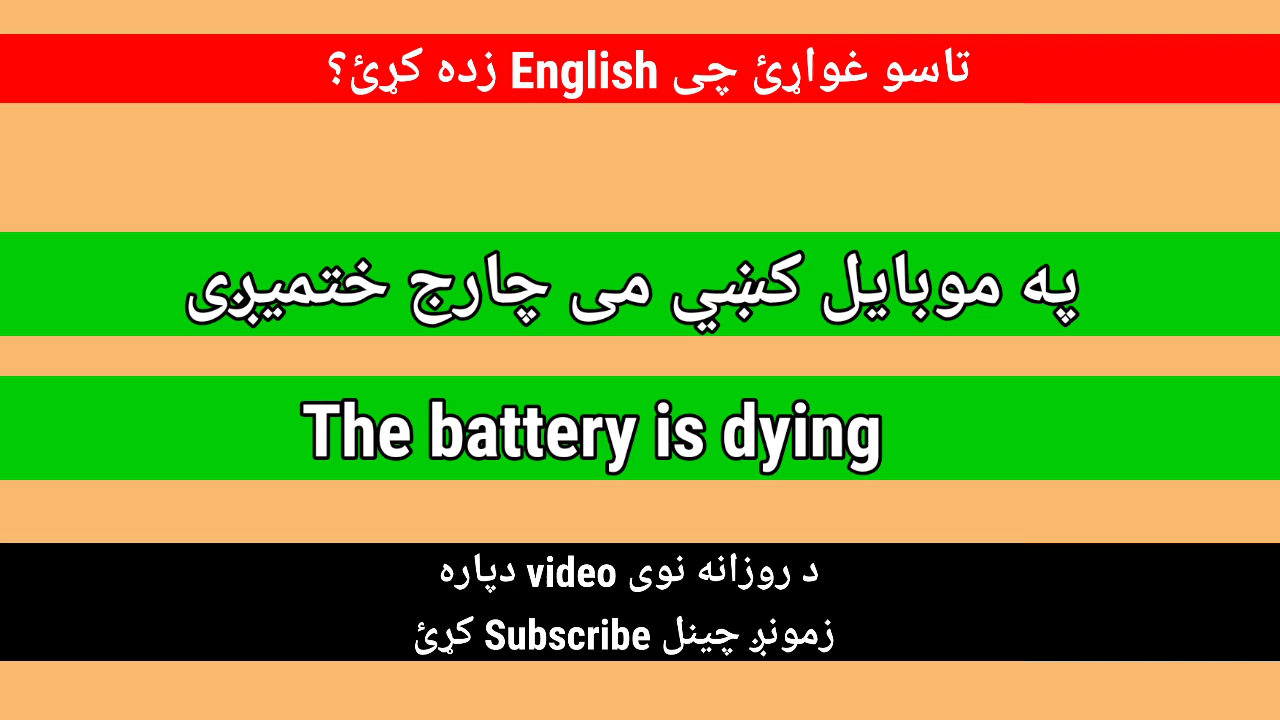 تاسو غواړئ چی English زده کړئ؟
په موبایل کښي می چارج ختمیږی
The battery is dying
د روزانه نوی video دپاره
زمونږ چینل Subscribe کړئ